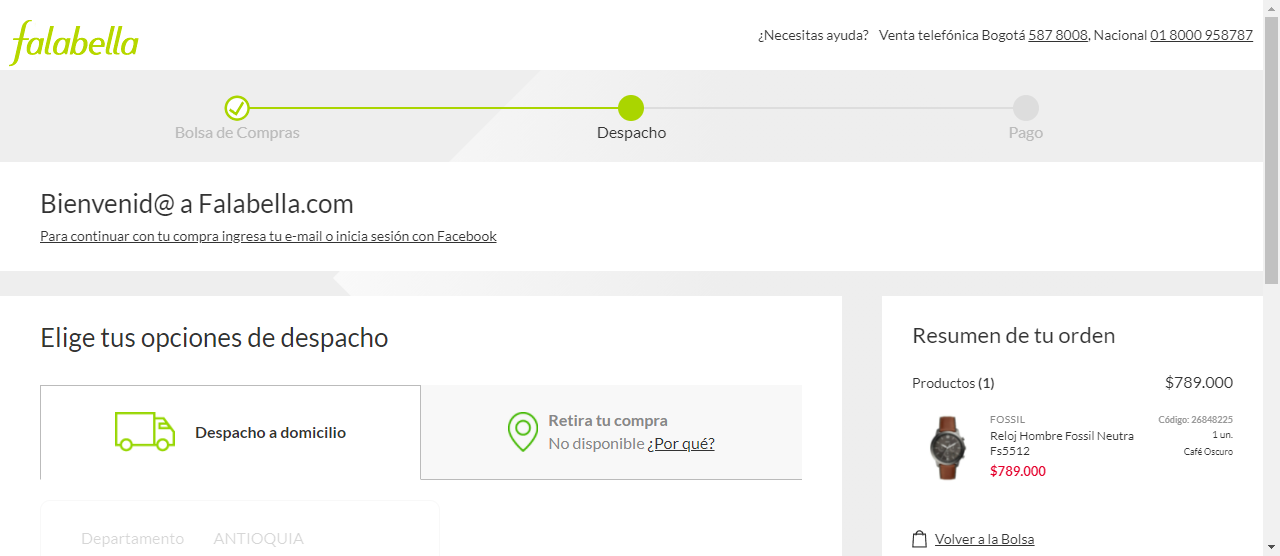 falabella
¿Necesitas ayuda? Venta telefónica Bogotá 587 8008, Nacional 01 8000 958787
Bolsa de Compras
Despacho
Pago
Bienvenid@ a Falabella.com
Para continuar con tu compra ingresa tu e-mail o inicia sesión con Facebook
Elige tus opciones de despacho
Despacho a domicilio
Retira tu compra
No disponible ¿Por qué?
Departamento ANTIOQUIA
Resumen de tu orden
Productos (1) $789.000
FOSSIL Código: 26848225
Reloj Hombre Fossil Neutra 1 un.
Fs5512 Café Oscuro
$789.000
Volver a la Bolsa